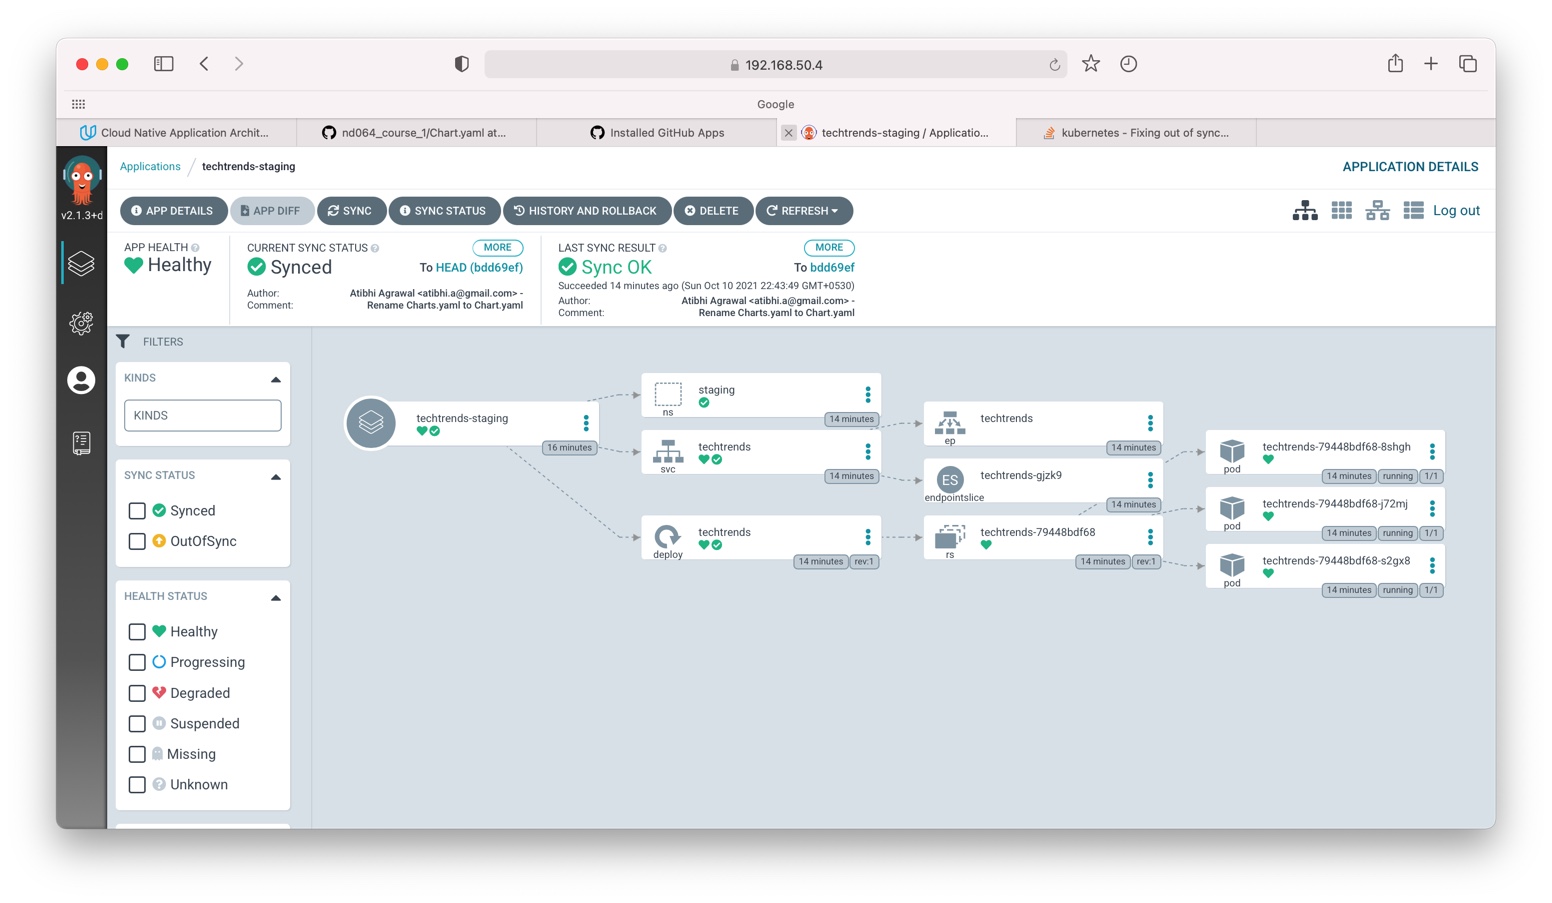 192.168.50.4
Google
Cloud Native Application Archit...
nd064_course_1/Chart.yaml at...
Installed GitHub Apps
techtrends-staging / Applicatio...
kubernetes - Fixing out of sync...
v2.1.3+d
Applications / techtrends-staging
APPLICATION DETAILS
APP DETAILS
APP DIFF
SYNC
SYNC STATUS
HISTORY AND ROLLBACK
DELETE
REFRESH
Log out
APP HEALTH
Healthy
CURRENT SYNC STATUS
MORE
Synced
To HEAD (bdd69ef)
Author: Atibhi Agrawal <atibhi.a@gmail.com> -
Comment: Rename Charts.yaml to Chart.yaml
LAST SYNC RESULT
MORE
Sync OK
To bdd69ef
Succeeded 14 minutes ago (Sun Oct 10 2021 22:43:49 GMT+0530)
Author: Atibhi Agrawal <atibhi.a@gmail.com> -
Comment: Rename Charts.yaml to Chart.yaml
FILTERS
KINDS
KINDS
SYNC STATUS
Synced
OutOfSync
HEALTH STATUS
Healthy
Progressing
Degraded
Suspended
Missing
Unknown
techtrends-staging
16 minutes
staging
ns
14 minutes
techtrends
svc
14 minutes
techtrends
deploy
14 minutes rev:1
techtrends
ep
14 minutes
ES
techtrends-gjzk9
endpointslice
14 minutes
techtrends-79448bdf68
rs
14 minutes rev:1
techtrends-79448bdf68-8shgh
pod
14 minutes running 1/1
techtrends-79448bdf68-j72mj
pod
14 minutes running 1/1
techtrends-79448bdf68-s2gx8
pod
14 minutes running 1/1